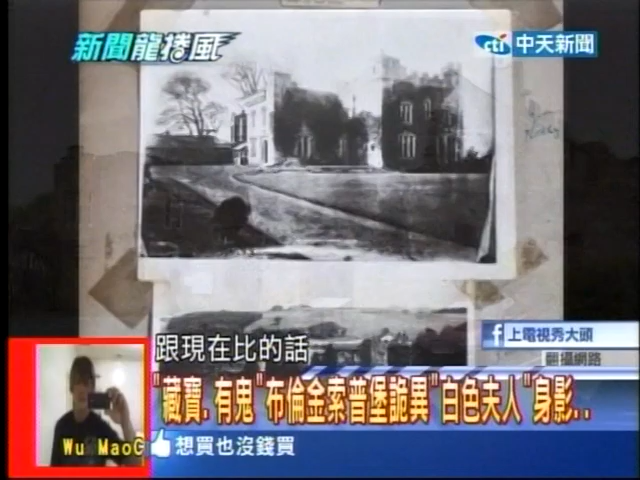 新聞龍捲風
cti 中天新聞
f 上電視秀大頭
翻攝網路
跟現在比的話
"藏寶.有鬼"布倫金索普堡詭異"白色夫人"身影..
Wu MaoG
想買也沒錢買